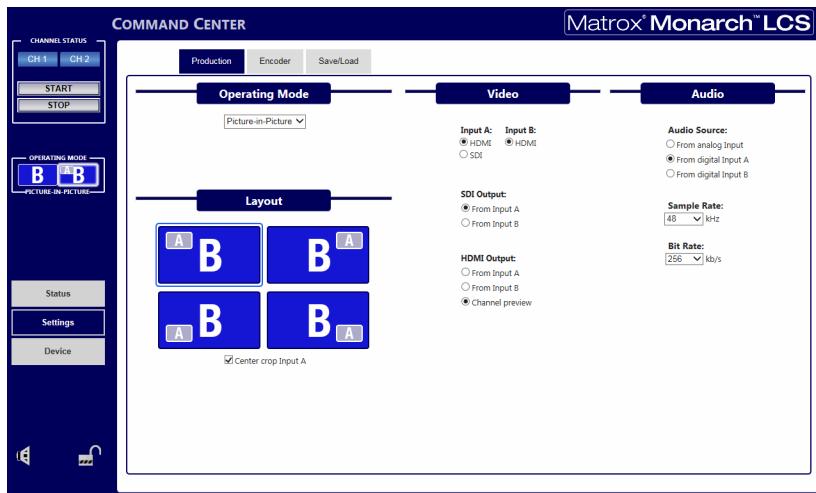 COMMAND CENTER
Matrox® Monarch™ LCS
CHANNEL STATUS
CH 1 CH 2
START
STOP
OPERATING MODE
B A B
PICTURE-IN-PICTURE
Status
Settings
Device
Production Encoder Save/Load
Operating Mode
Picture-in-Picture
Layout
A B
B A
A B
B A
Center crop Input A
Video
Input A: Input B:
HDMI HDMI
SDI
SDI Output:
From Input A
From Input B
HDMI Output:
From Input A
From Input B
Channel preview
Audio
Audio Source:
From analog Input
From digital Input A
From digital Input B
Sample Rate:
48 kHz
Bit Rate:
256 kb/s